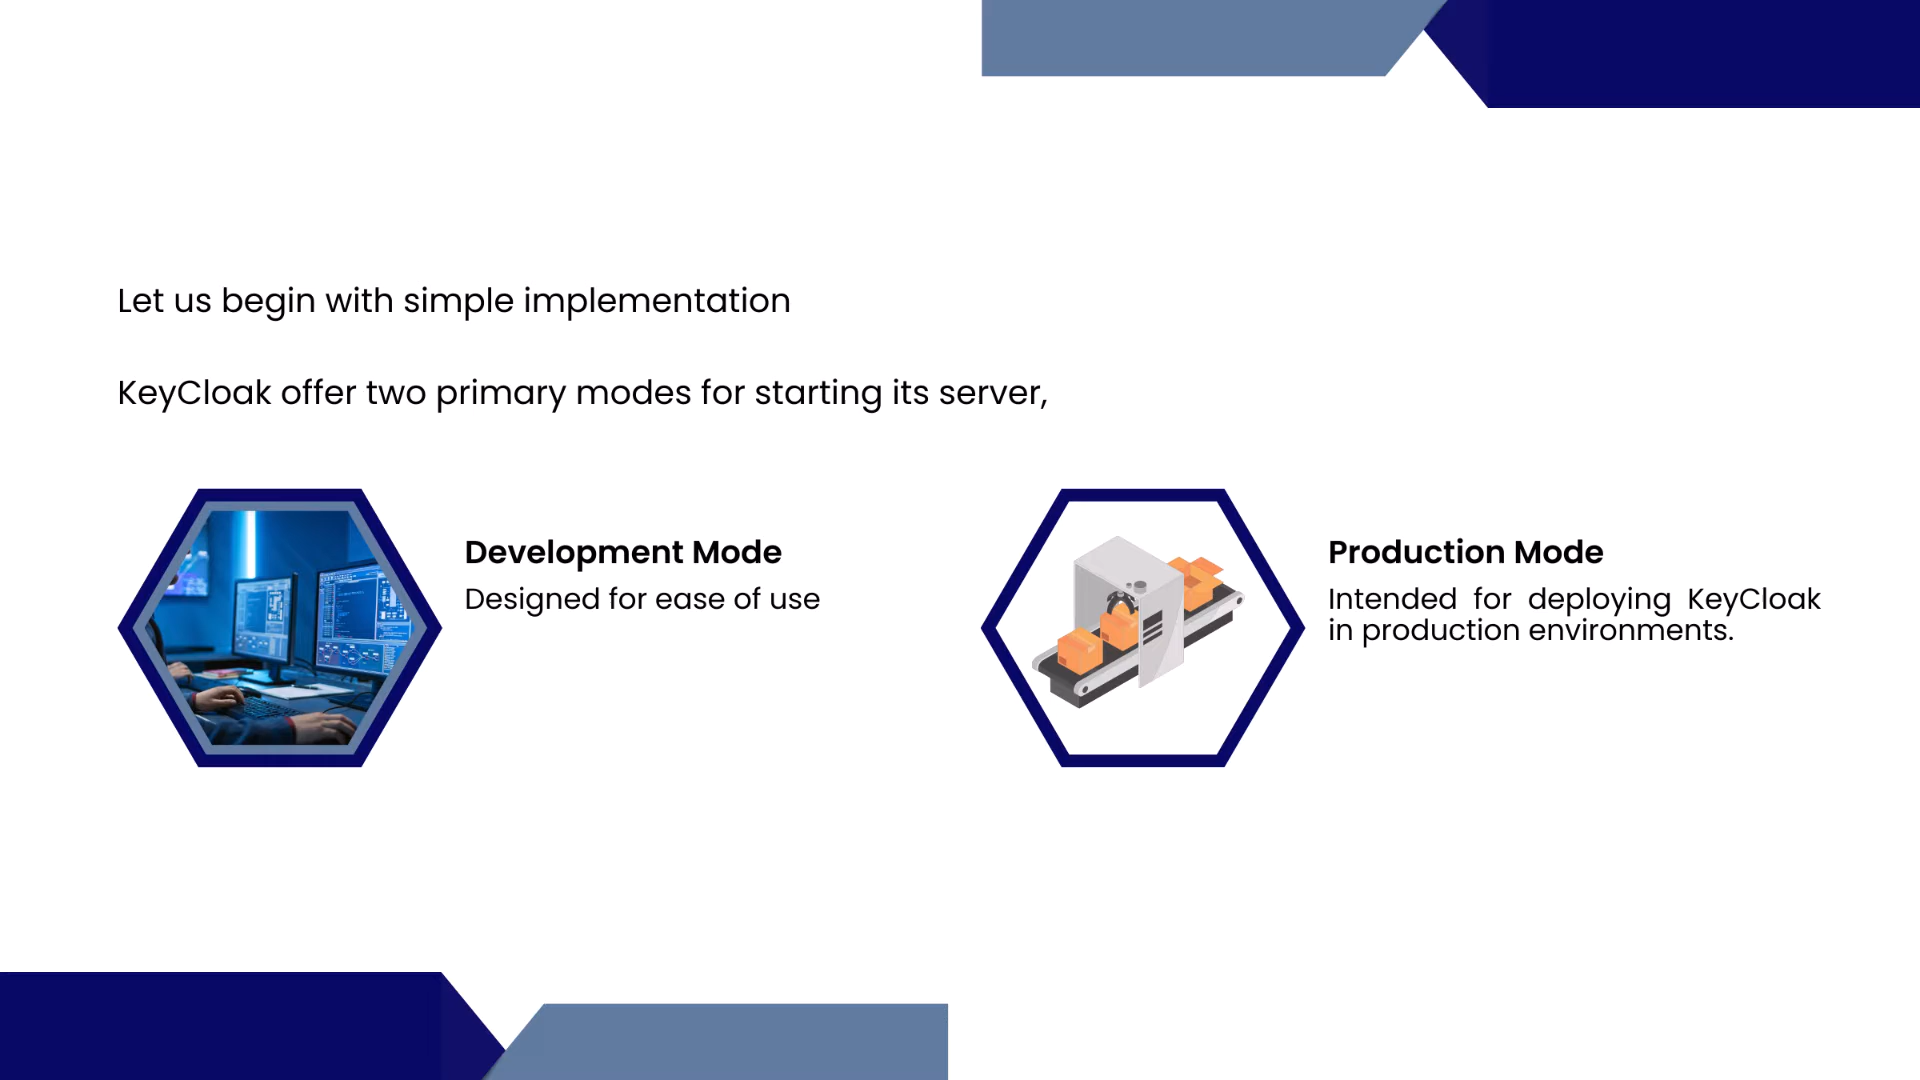 Let us begin with simple implementation
KeyCloak offer two primary modes for starting its server,
Development Mode
Designed for ease of use
Production Mode
Intended for deploying KeyCloak
in production environments.